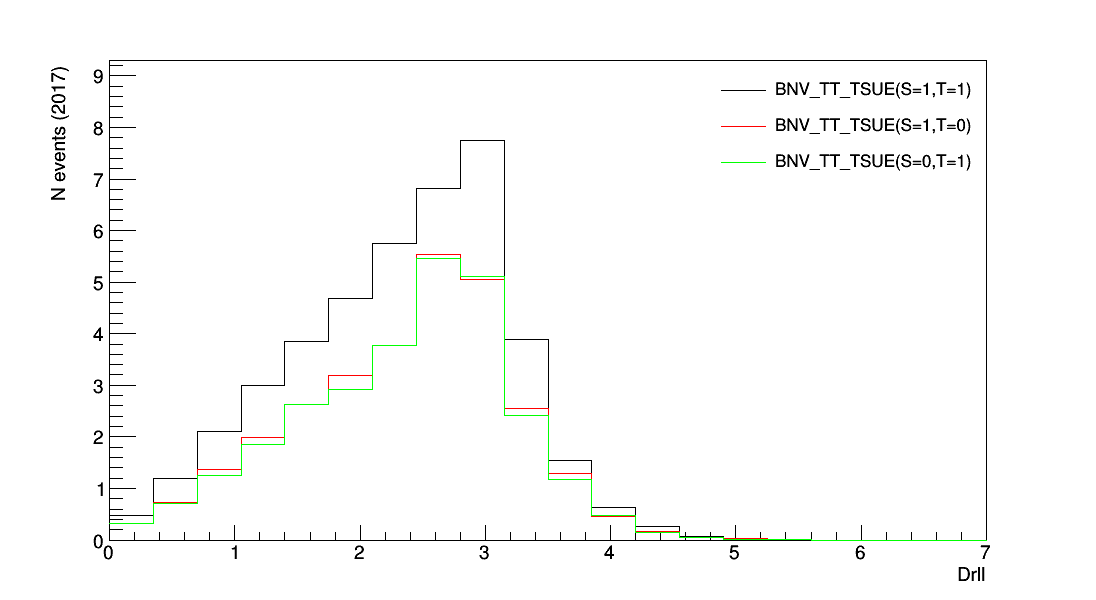 N events (2017)
9
8
7
6
5
4
3
2
1
0
BNV_TT_TSUE(S=1,T=1)
BNV_TT_TSUE(S=1,T=0)
BNV_TT_TSUE(S=0,T=1)
0 1 2 3 4 5 6 7
Drll